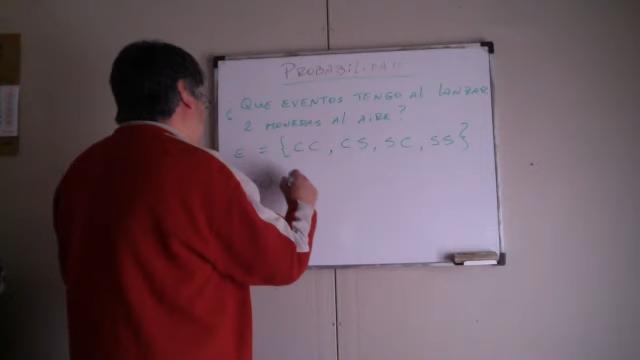 PROBABILIDAD
¿ QUE EVENTOS TENGO Al LANZAR
2 MONEDAS Al AIRE?
E = {CC, CS, SC, SS}